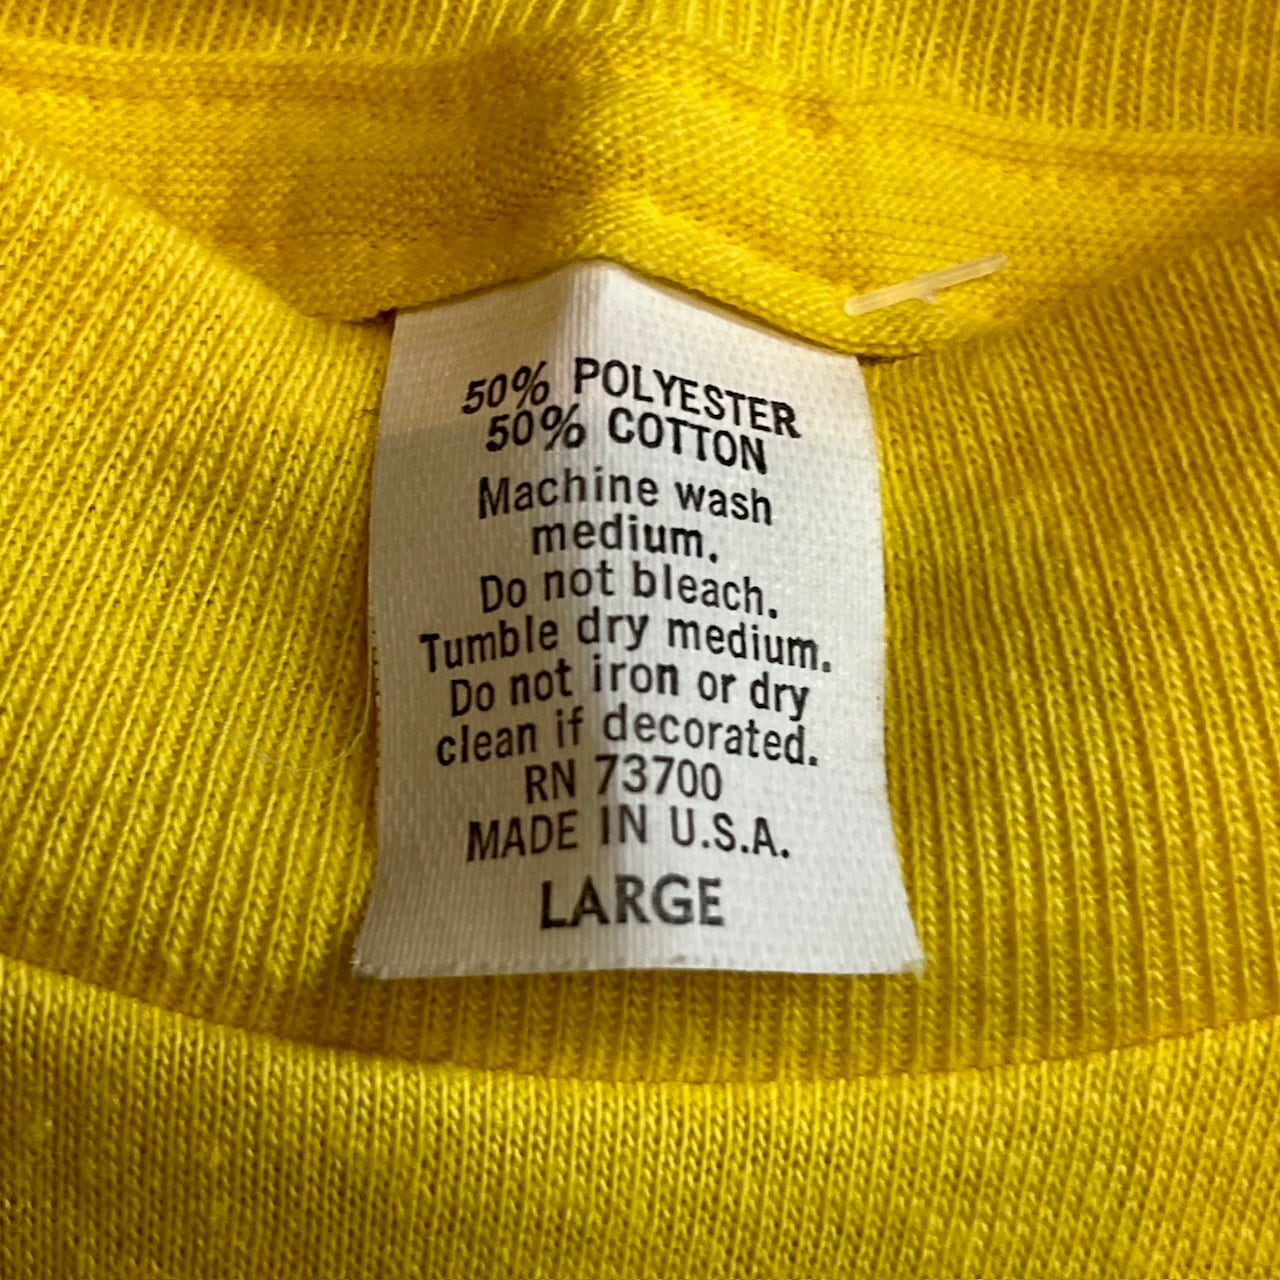 50% POLYESTER
50% COTTON
Machine wash
medium.
Do not bleach.
Tumble dry medium.
Do not iron or dry
clean if decorated.
RN 73700
MADE IN U.S.A.
LARGE